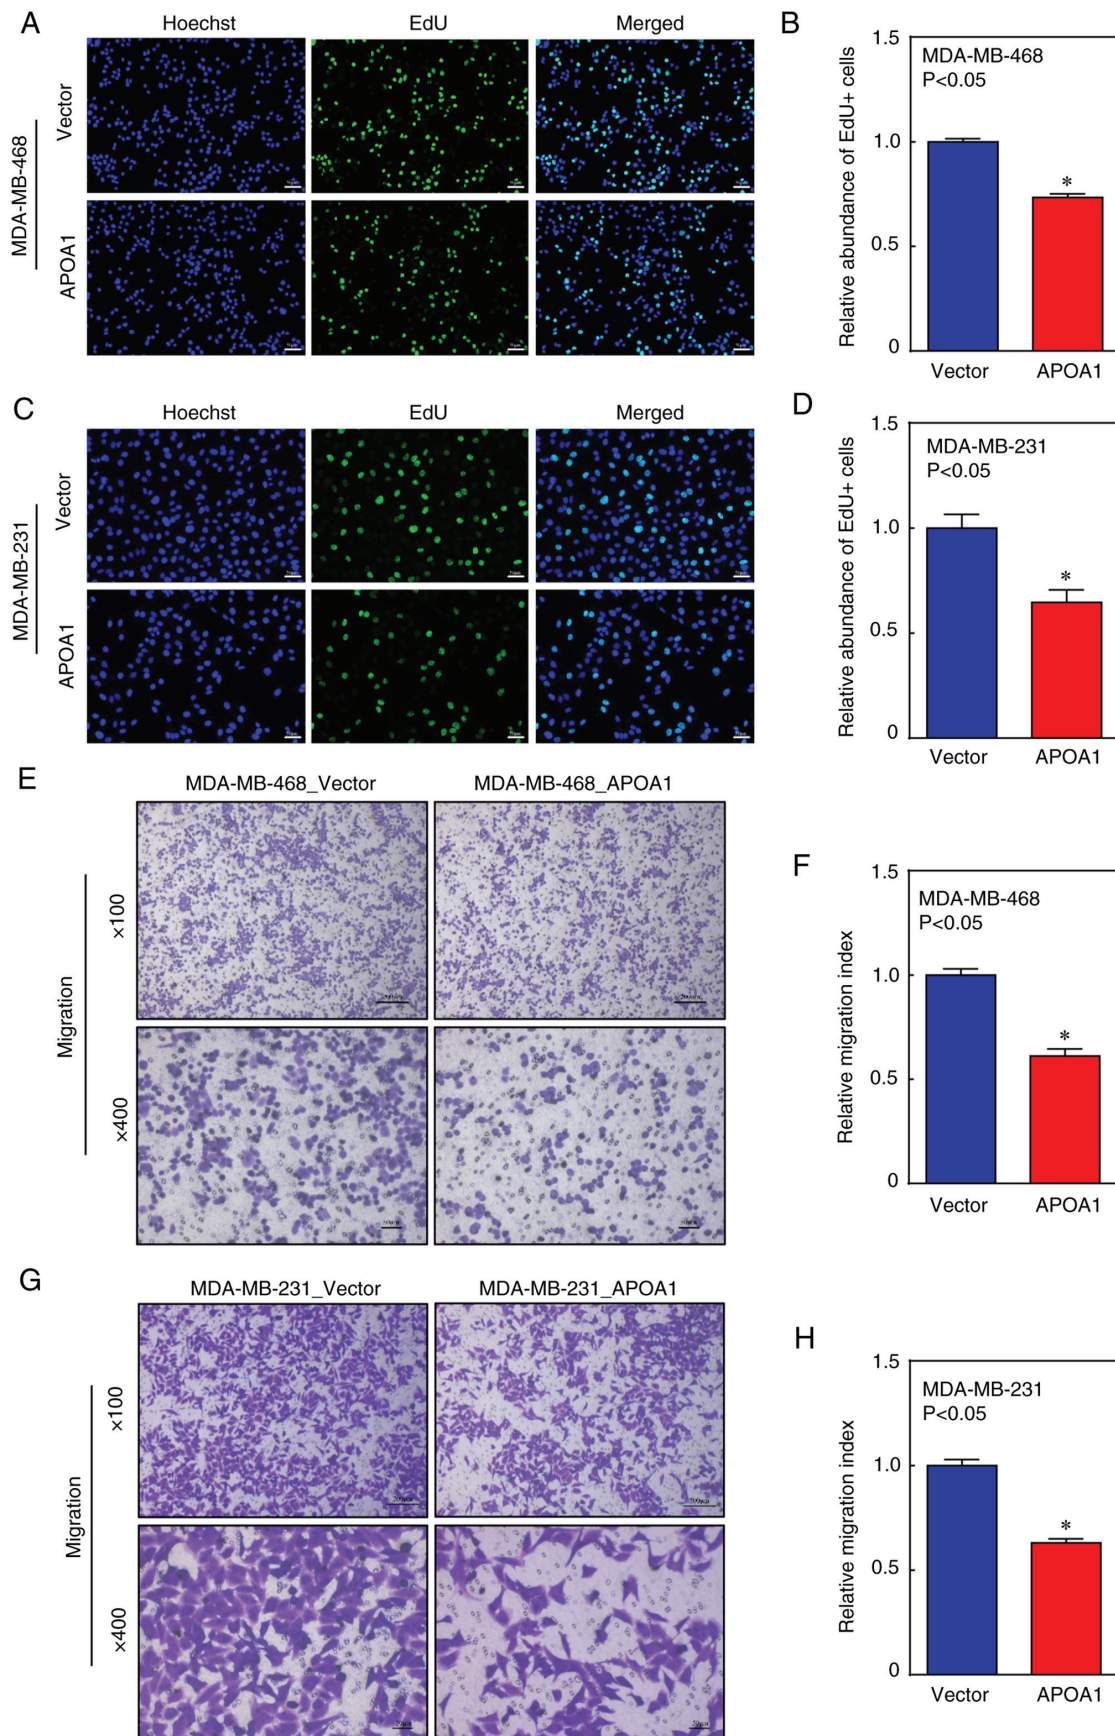 A
Hoechst
EdU
Merged
MDA-MB-468
Vector
APOA1
B
1.5
MDA-MB-468
P<0.05
Relative abundance of EdU+ cells
1.0
*
0.5
0
Vector
APOA1
C
Hoechst
EdU
Merged
MDA-MB-231
Vector
APOA1
D
1.5
MDA-MB-231
P<0.05
Relative abundance of EdU+ cells
1.0
*
0.5
0
Vector
APOA1
E
MDA-MB-468_Vector
MDA-MB-468_APOA1
Migration
×100
×400
F
1.5
MDA-MB-468
P<0.05
Relative migration index
1.0
*
0.5
0
Vector
APOA1
G
MDA-MB-231_Vector
MDA-MB-231_APOA1
Migration
×100
×400
H
1.5
MDA-MB-231
P<0.05
Relative migration index
1.0
*
0.5
0
Vector
APOA1